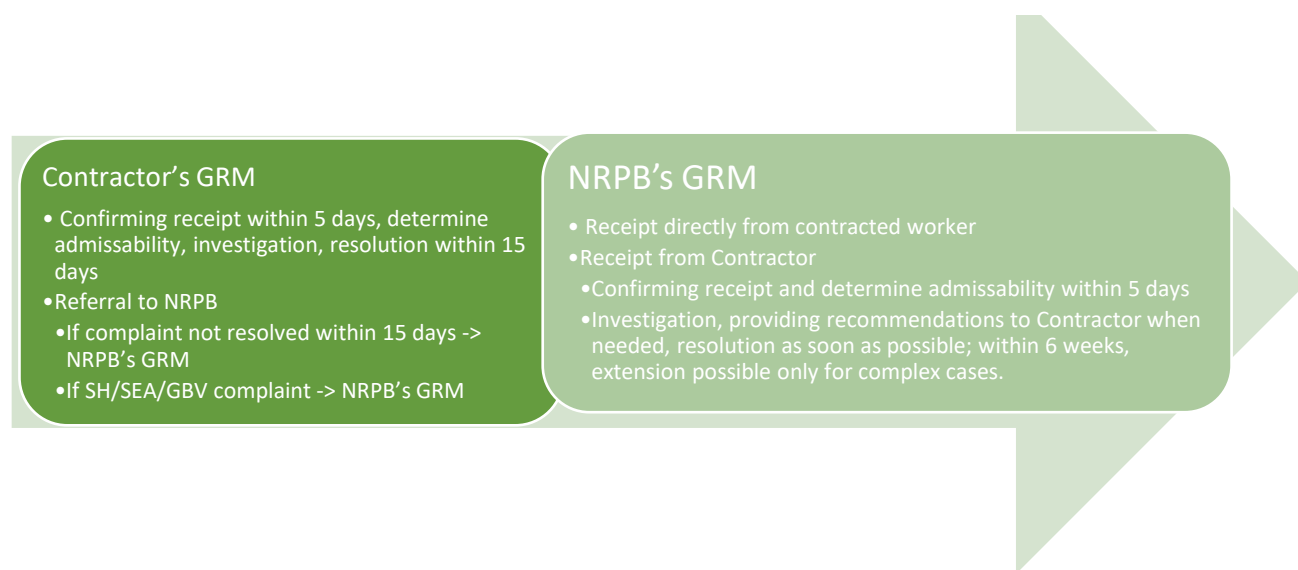 Contractor’s GRM
• Confirming receipt within 5 days, determine
admissability, investigation, resolution within 15
days
•Referral to NRPB
•If complaint not resolved within 15 days ->
NRPB’s GRM
•If SH/SEA/GBV complaint -> NRPB’s GRM
NRPB’s GRM
• Receipt directly from contracted worker
•Receipt from Contractor
•Confirming receipt and determine admissability within 5 days
•Investigation, providing recommendations to Contractor when
needed, resolution as soon as possible; within 6 weeks,
extension possible only for complex cases.